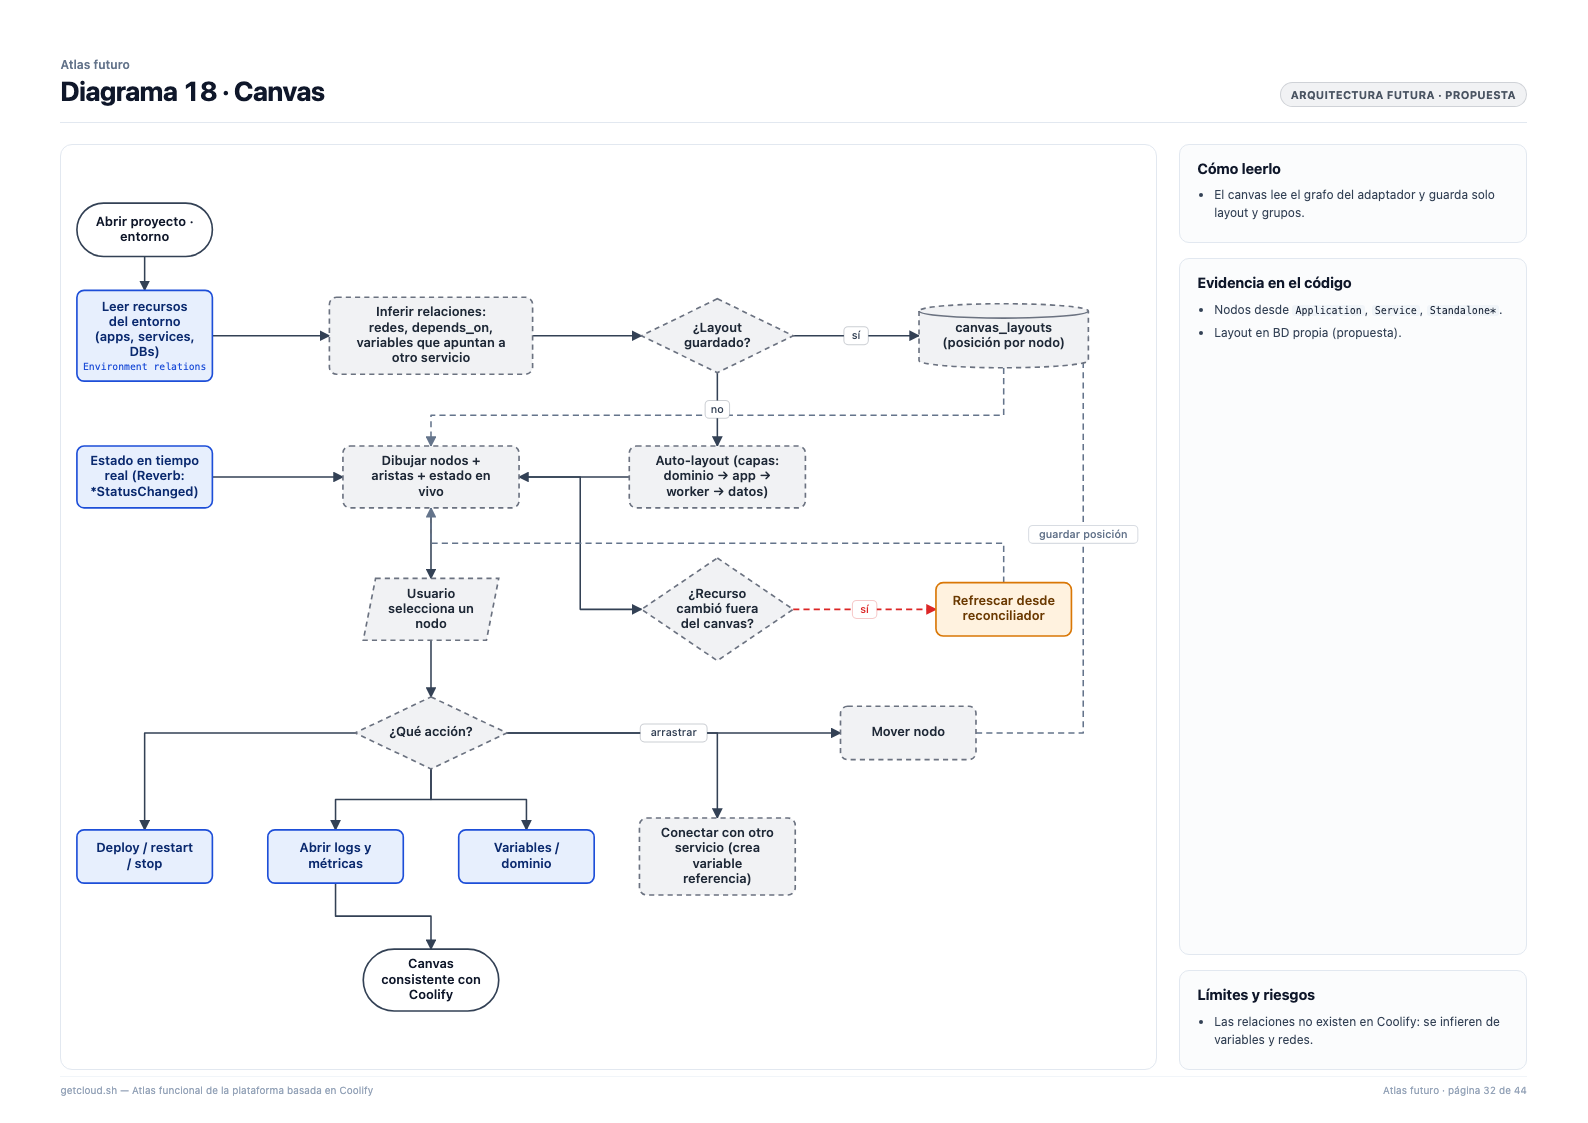 Atlas futuro
Diagrama 18 · Canvas
ARQUITECTURA FUTURA · PROPUESTA
Abrir proyecto ·
entorno
Leer recursos
del entorno
(apps, services,
DBs)
Environment relations
Inferir relaciones:
redes, depends_on,
variables que apuntan a
otro servicio
¿Layout
guardado?
sí
canvas_layouts
(posición por nodo)
no
Estado en tiempo
real (Reverb:
*StatusChanged)
Dibujar nodos +
aristas + estado en
vivo
Auto-layout (capas:
dominio → app →
worker → datos)
guardar posición
Usuario
selecciona un
nodo
¿Recurso
cambió fuera
del canvas?
sí
Refrescar desde
reconciliador
¿Qué acción?
arrastrar
Mover nodo
Deploy / restart
/ stop
Abrir logs y
métricas
Variables /
dominio
Conectar con otro
servicio (crea
variable
referencia)
Canvas
consistente con
Coolify
Cómo leerlo
• El canvas lee el grafo del adaptador y guarda solo
layout y grupos.
Evidencia en el código
• Nodos desde Application, Service, Standalone*.
• Layout en BD propia (propuesta).
Límites y riesgos
• Las relaciones no existen en Coolify: se infieren de
variables y redes.
getcloud.sh — Atlas funcional de la plataforma basada en Coolify
Atlas futuro · página 32 de 44